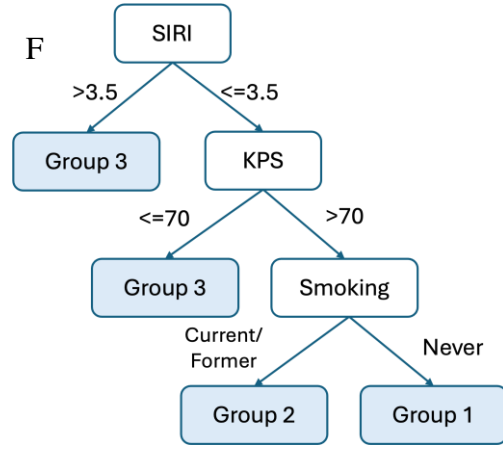 F
SIRI
>3.5
<=3.5
Group 3
KPS
<=70
>70
Group 3
Smoking
Current/
Former
Never
Group 2
Group 1